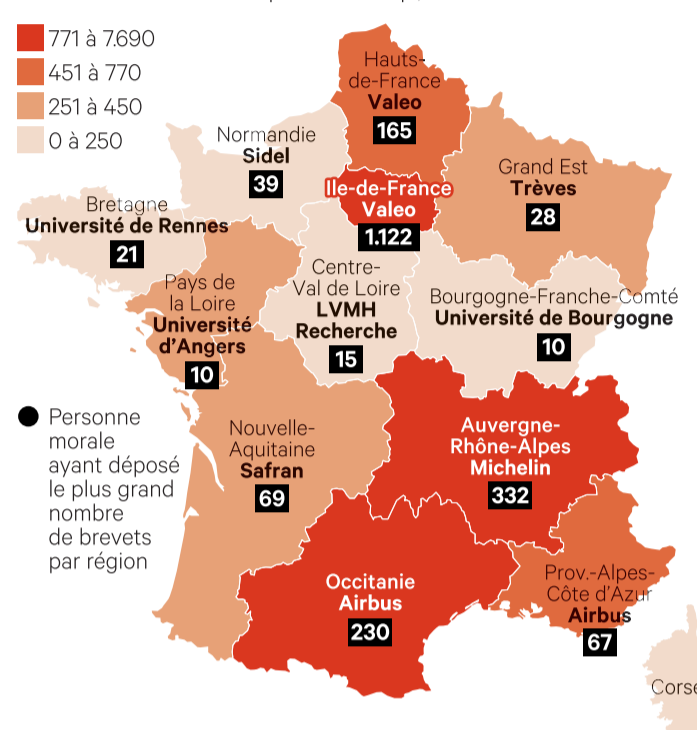 771 à 7.690
451 à 770
251 à 450
0 à 250
Hauts-
de-France
Valeo
165
Normandie
Sidel
39
Ile-de-France
Valeo
1.122
Grand Est
Trèves
28
Bretagne
Université de Rennes
21
Pays de
la Loire
Université
d'Angers
10
Centre-
Val de Loire
LVMH
Recherche
15
Bourgogne-Franche-Comté
Université de Bourgogne
10
Personne
morale
ayant déposé
le plus grand
nombre
de brevets
par région
Nouvelle-
Aquitaine
Safran
69
Auvergne-
Rhône-Alpes
Michelin
332
Occitanie
Airbus
230
Prov.-Alpes-
Côte d'Azur
Airbus
67
Corse